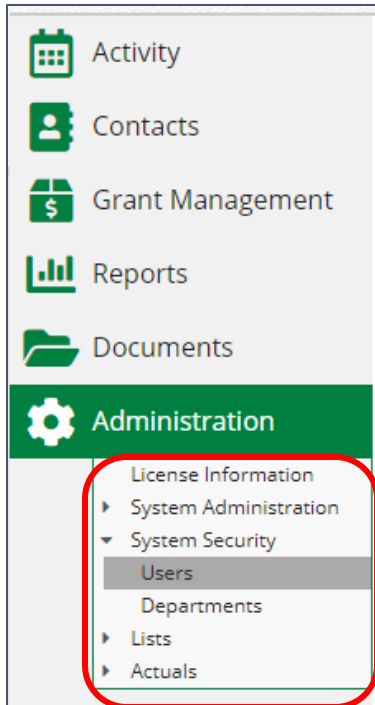 Activity
Contacts
$
Grant Management
Reports
Documents
Administration
License Information
System Administration
System Security
Users
Departments
Lists
Actuals